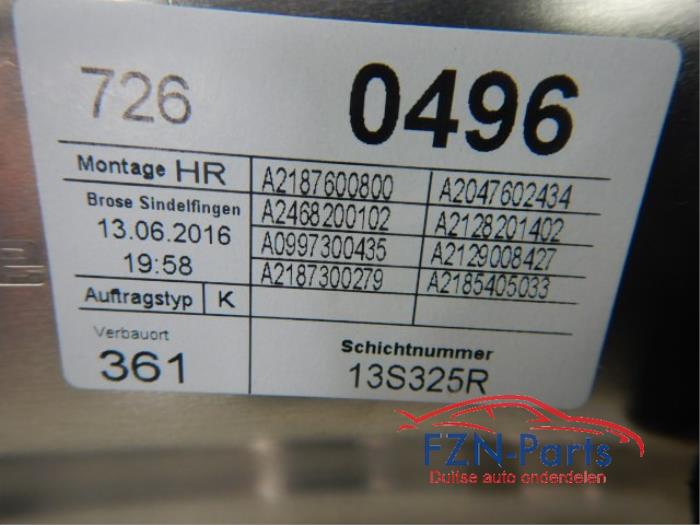 726 0496
Montage HR
Brose Sindelfingen
13.06.2016
19:58
Auftragstyp K
A2187600800 A2047602434
A2468200102 A2128201402
A0997300435 A2129008427
A2187300279 A2185405033
Verbauort
361
Schichtnummer
13S325R
FZN-Parts
Duitse auto onderdelen